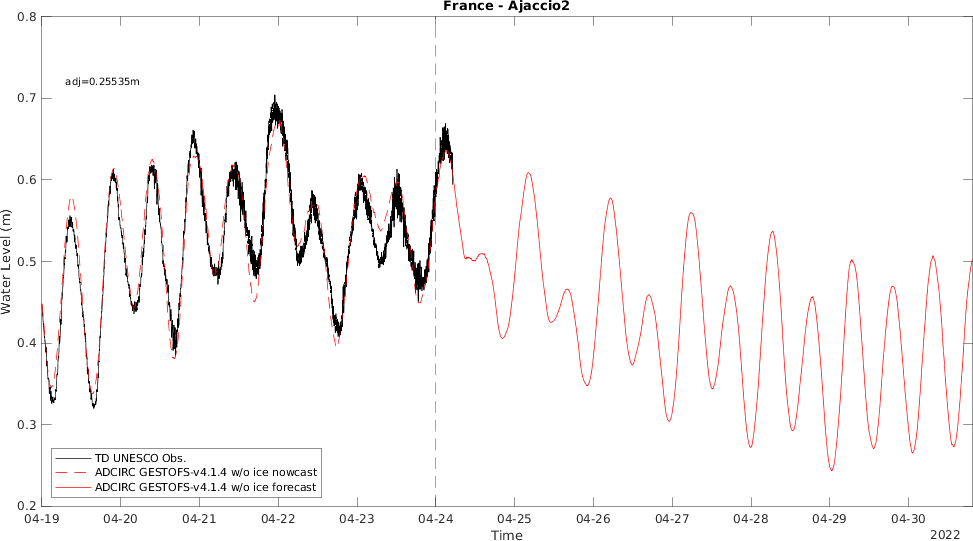 France - Ajaccio2
0.8
0.7
0.6
0.5
0.4
0.3
0.2
Water Level (m)
adj=0.25535m
TD UNESCO Obs.
ADCIRC GESTOFS-v4.1.4 w/o ice nowcast
ADCIRC GESTOFS-v4.1.4 w/o ice forecast
04-19 04-20 04-21 04-22 04-23 04-24 04-25 04-26 04-27 04-28 04-29 04-30
Time
2022